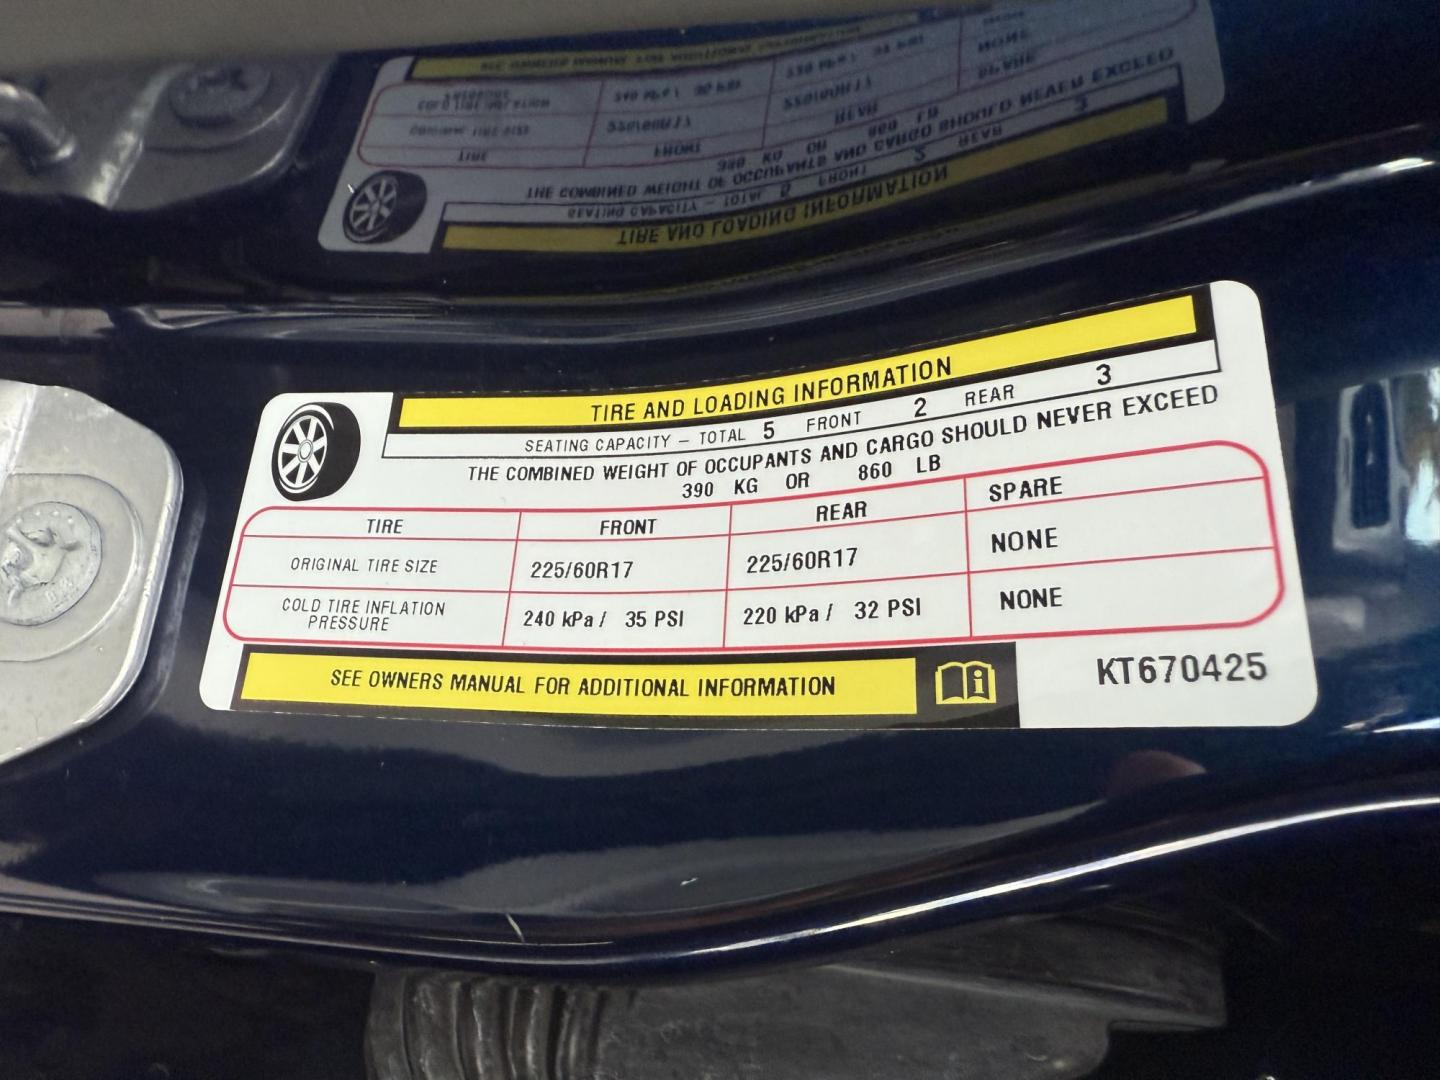 TIRE AND LOADING INFORMATION
SEATING CAPACITY – TOTAL 5 FRONT 2 REAR 3
THE COMBINED WEIGHT OF OCCUPANTS AND CARGO SHOULD NEVER EXCEED
390 KG OR 860 LB
TIRE FRONT REAR SPARE
ORIGINAL TIRE SIZE 225/60R17 225/60R17 NONE
COLD TIRE INFLATION
PRESSURE 240 kPa / 35 PSI 220 kPa / 32 PSI NONE
SEE OWNERS MANUAL FOR ADDITIONAL INFORMATION
KT670425